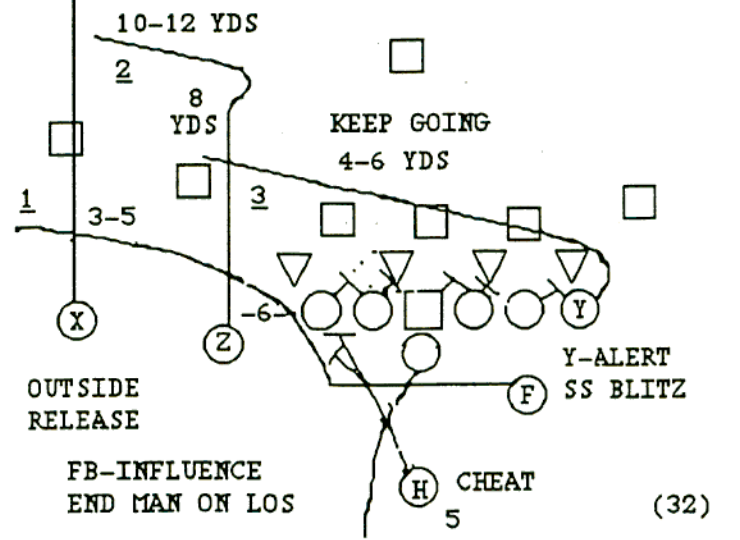 10-12 YDS
2
8
YDS
KEEP GOING
4-6 YDS
1
3-5
3
X
Z
-6-
Y
Y-ALERT
SS BLITZ
F
OUTSIDE
RELEASE
FB-INFLUENCE
END MAN ON LOS
H
CHEAT
5
(32)